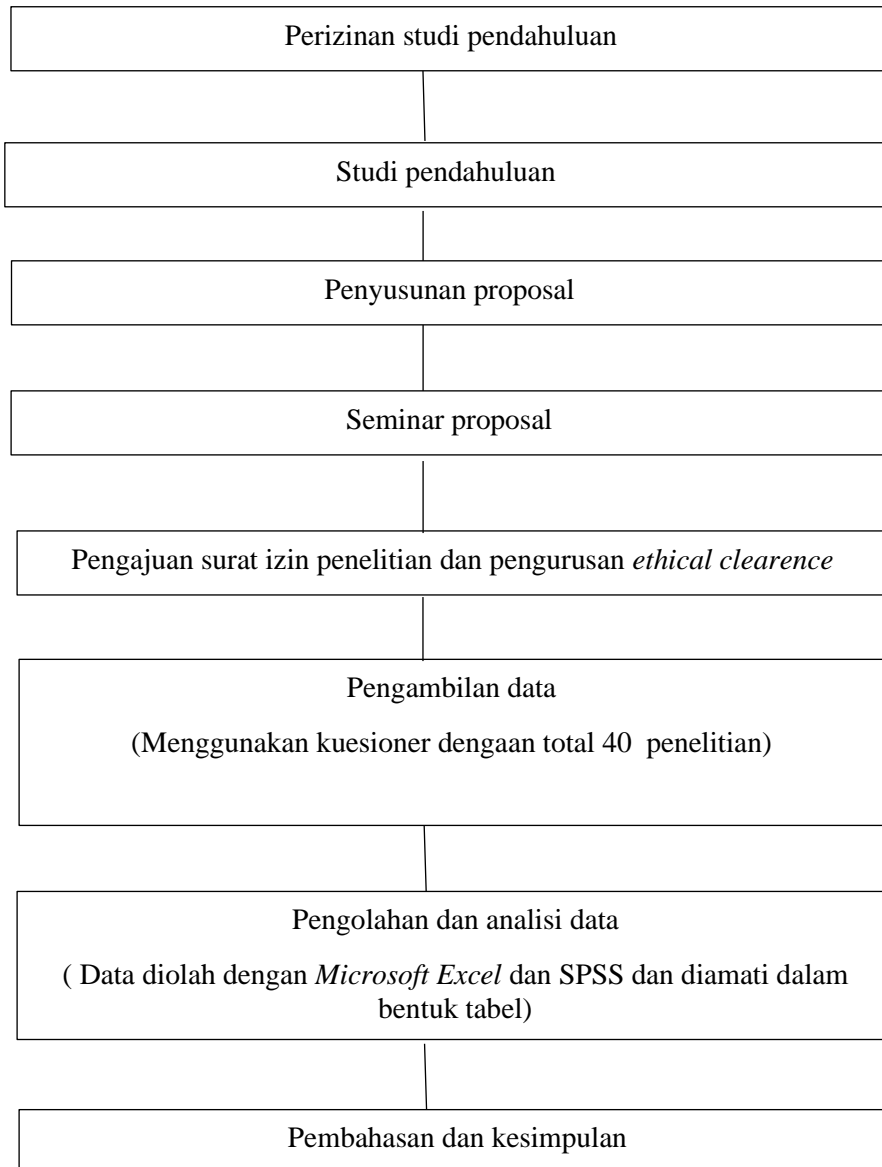 Perizinan studi pendahuluan
Studi pendahuluan
Penyusunan proposal
Seminar proposal
Pengajuan surat izin penelitian dan pengurusan ethical clearence
Pengambilan data
(Menggunakan kuesioner dengaan total 40  penelitian)
Pengolahan dan analisi data
( Data diolah dengan Microsoft Excel dan SPSS dan diamati dalam
bentuk tabel)
Pembahasan dan kesimpulan